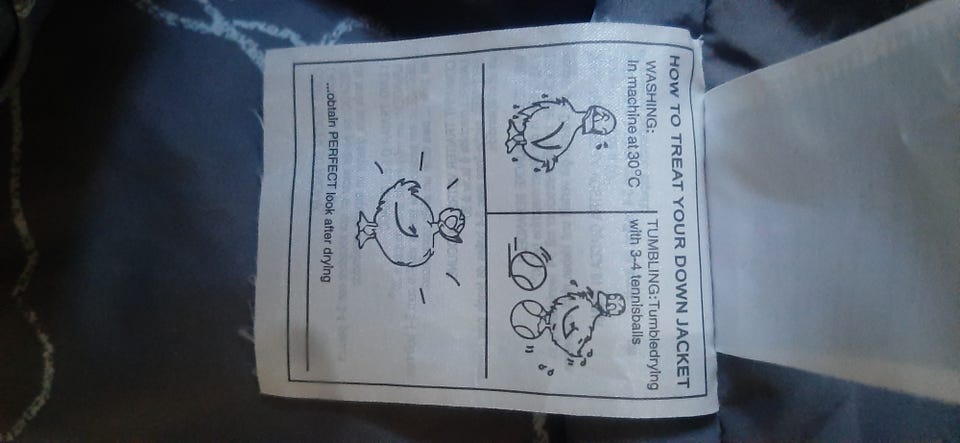 HOW TO TREAT YOUR DOWN JACKET
WASHING:
In machine at 30°C
TUMBLING:Tumbledrying
with 3-4 tennisballs
...obtain PERFECT look after drying